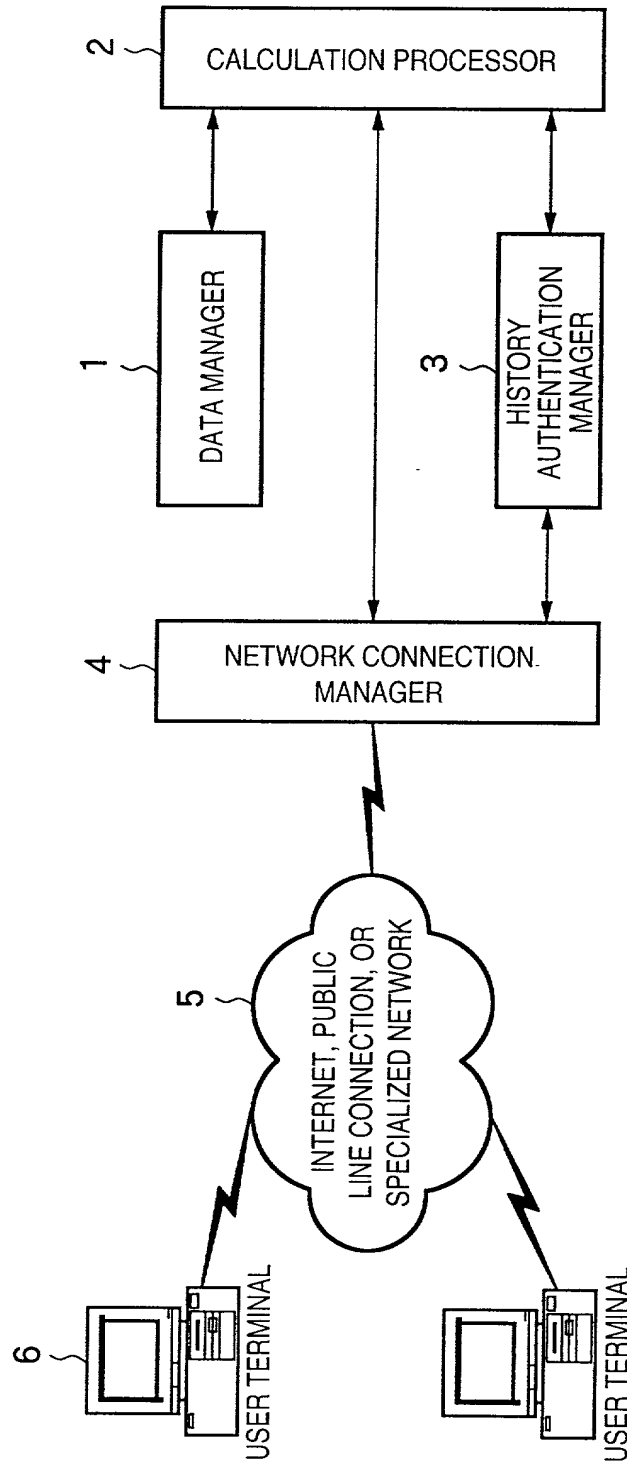 6
USER TERMINAL
USER TERMINAL
5
INTERNET, PUBLIC
LINE CONNECTION, OR
SPECIALIZED NETWORK
4
NETWORK CONNECTION
MANAGER
1
DATA MANAGER
3
HISTORY
AUTHENTICATION
MANAGER
2
CALCULATION PROCESSOR